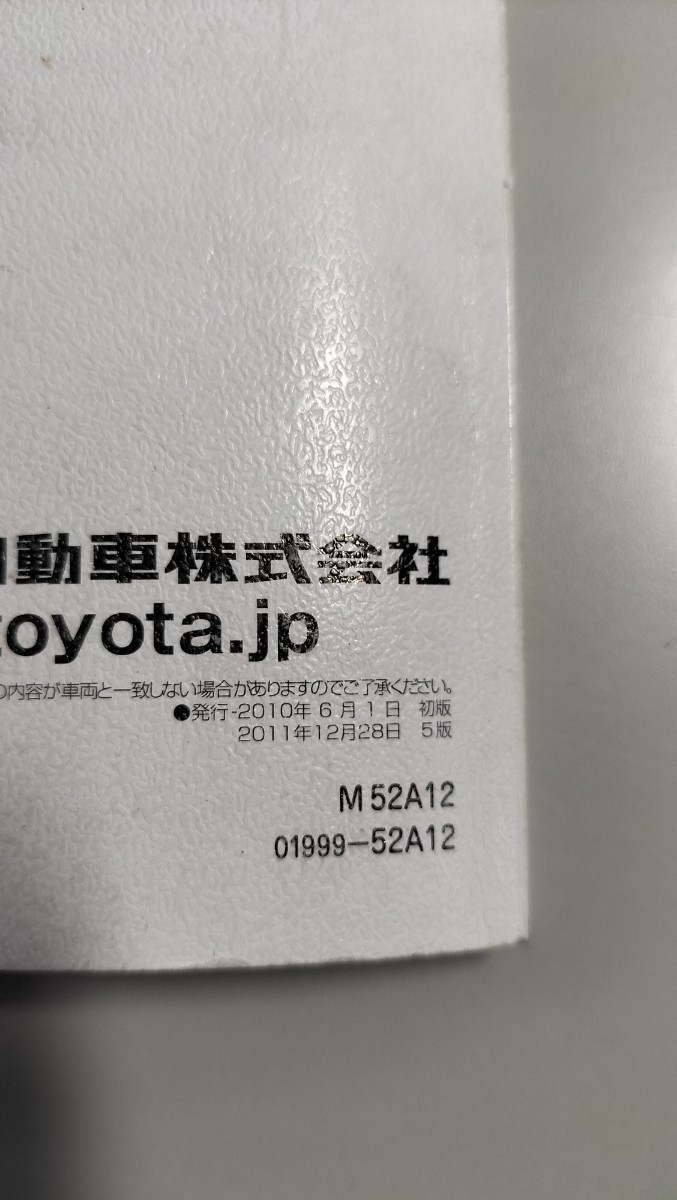 動車株式会社
toyota.jp
の内容が車両と一致しない場合がありますのでご了承ください。
●発行-2010年 6月1日 初版
2011年12月28日 5版
M52A12
01999-52A12